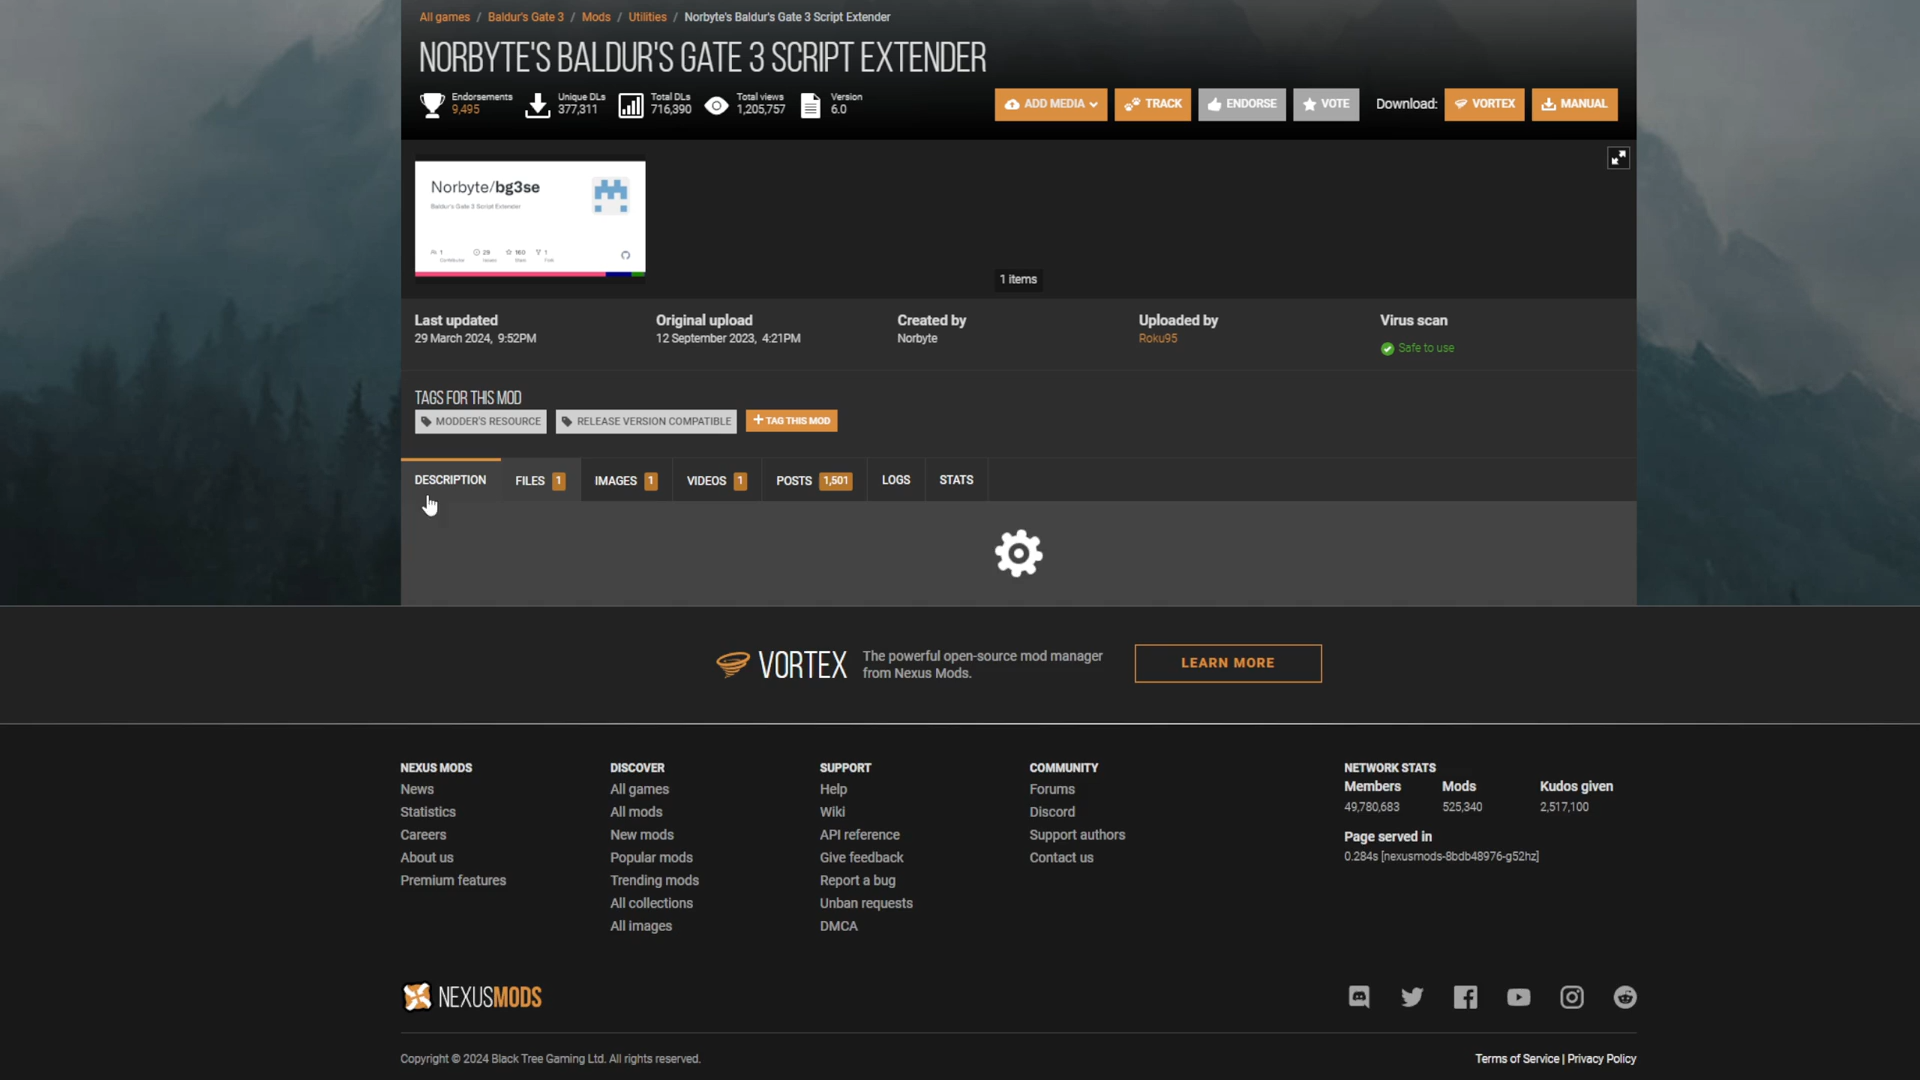 All games / Baldur's Gate 3 / Mods / Utilities / Norbyte's Baldur's Gate 3 Script Extender
NORBYTE'S BALDUR'S GATE 3 SCRIPT EXTENDER
Endorsements
9,495
Unique DLs
377,311
Total DLs
716,390
Total views
1,205,757
Version
6.0
ADD MEDIA
TRACK
ENDORSE
VOTE
Download:
VORTEX
MANUAL
Norbyte/bg3se
Baldur's Gate 3 Script Extender
1 items
Last updated
29 March 2024, 9:52PM
Original upload
12 September 2023, 4:21PM
Created by
Norbyte
Uploaded by
Roku95
Virus scan
Safe to use
TAGS FOR THIS MOD
MODDER'S RESOURCE
RELEASE VERSION COMPATIBLE
+ TAG THIS MOD
DESCRIPTION
FILES 1
IMAGES 1
VIDEOS 1
POSTS 1,501
LOGS
STATS
VORTEX
The powerful open-source mod manager
from Nexus Mods.
LEARN MORE
NEXUS MODS
News
Statistics
Careers
About us
Premium features
DISCOVER
All games
All mods
New mods
Popular mods
Trending mods
All collections
All images
SUPPORT
Help
Wiki
API reference
Give feedback
Report a bug
Unban requests
DMCA
COMMUNITY
Forums
Discord
Support authors
Contact us
NETWORK STATS
Members
49,780,683
Mods
525,340
Kudos given
2,517,100
Page served in
0.284s [nexusmods-8bdb48976-g52hz]
NEXUSMODS
Copyright © 2024 Black Tree Gaming Ltd. All rights reserved.
Terms of Service | Privacy Policy